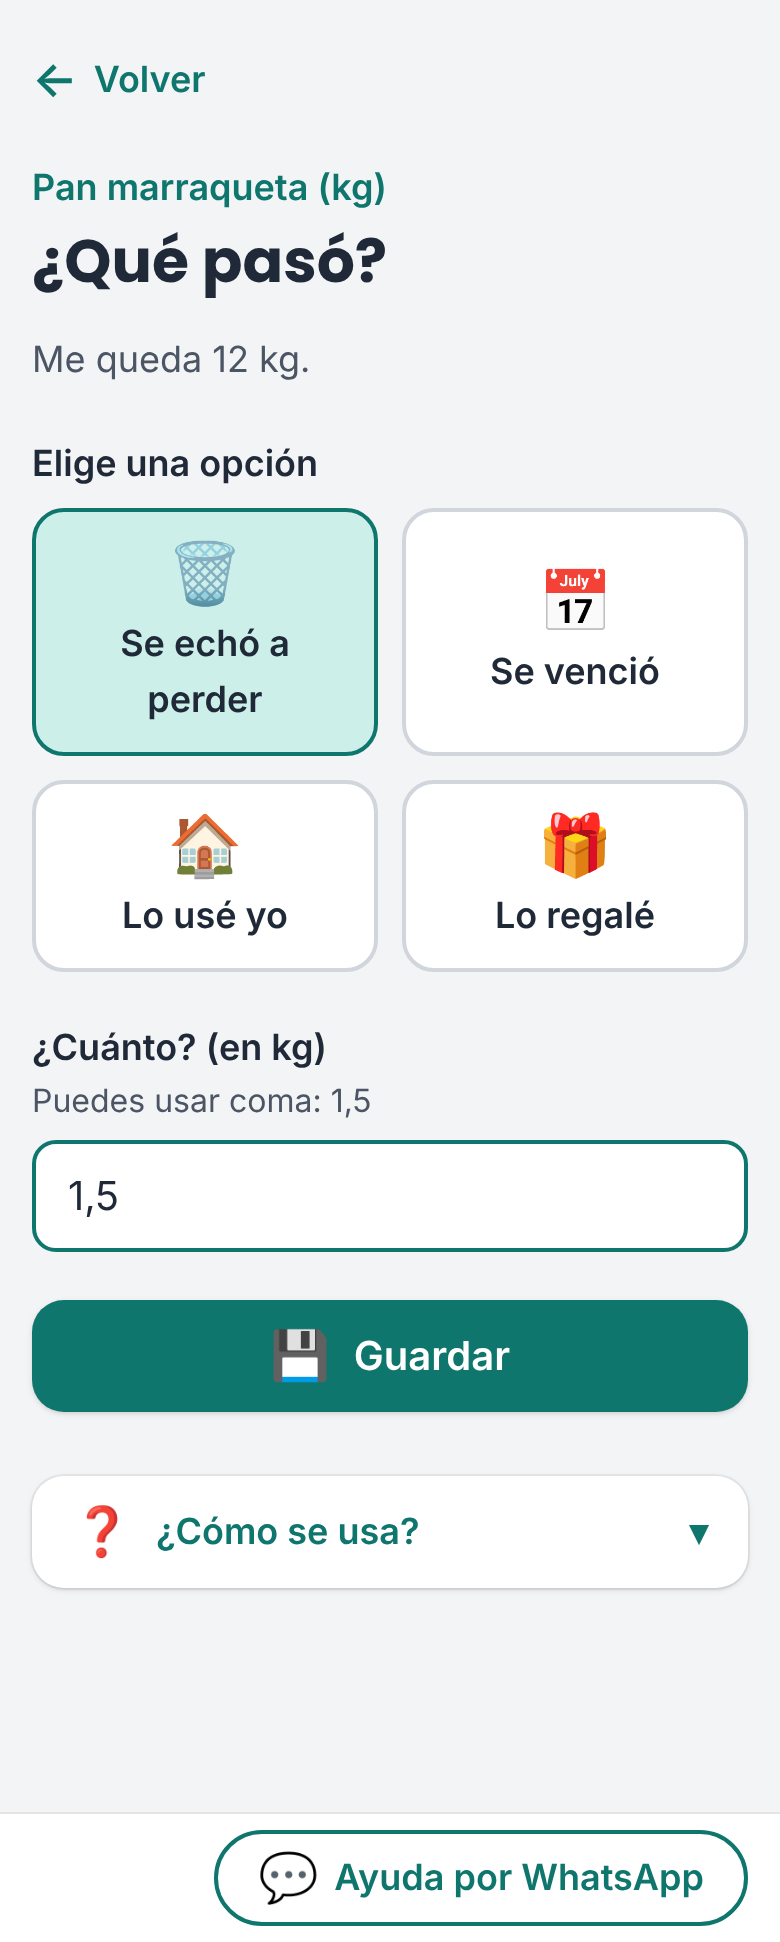 Volver
Pan marraqueta (kg)
¿Qué pasó?
Me queda 12 kg.
Elige una opción
Se echó a
perder
July
17
Se venció
Lo usé yo
Lo regalé
¿Cuánto? (en kg)
Puedes usar coma: 1,5
1,5
Guardar
¿Cómo se usa?
Ayuda por WhatsApp